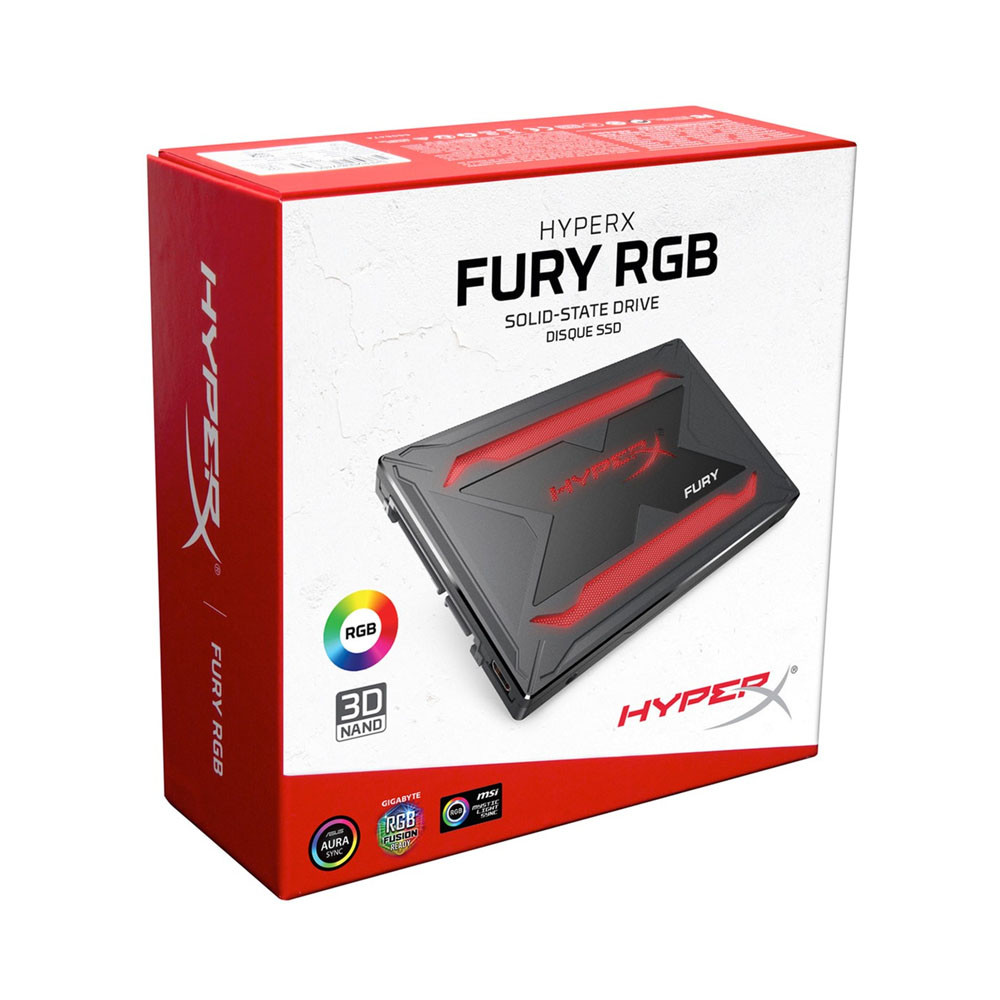 HYPERX
FURY RGB
SOLID-STATE DRIVE
DISQUE SSD
HYPERX
FURY
RGB
3D
NAND
HYPERX®
HYPERX® | FURY RGB
ASUS
AURA
SYNC
GIGABYTE
RGB
FUSION
READY
msi
RGB
MYSTIC
LIGHT
SYNC